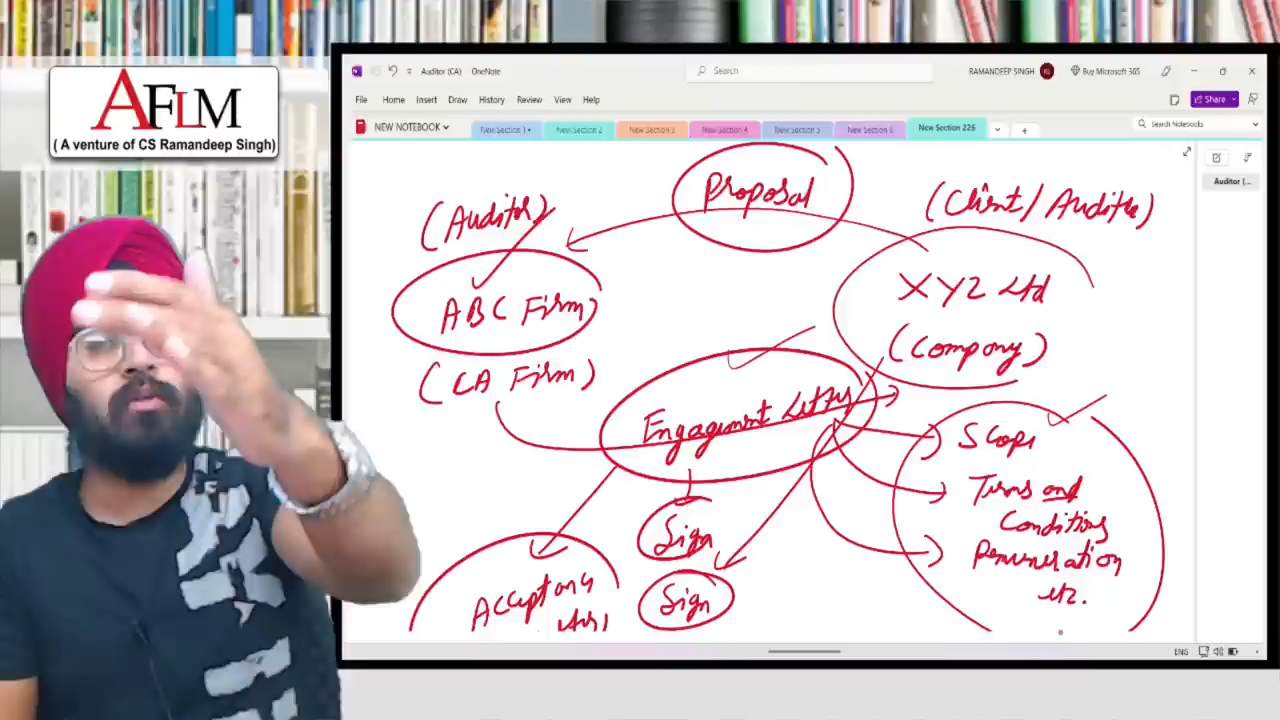 AFLM
( A venture of CS Ramandeep Singh)
Auditor (CA) OneNote
Search
RAMANDEEP SINGH
Buy Microsoft 365
File Home Insert Draw History Review View Help
Share
NEW NOTEBOOK
New Section 1 New Section 2 New Section 3 New Section 4 New Section 5 New Section 6 New Section 226
Search Notebooks
Auditor (...
Proposal
(Auditor)
(Client/Auditee)
ABC Firm
XYZ Ltd
(Company)
(CA Firm)
Engagement Letter
Scope
Terms and
Conditions
Remuneration
etc.
Sign
Sign
ENG